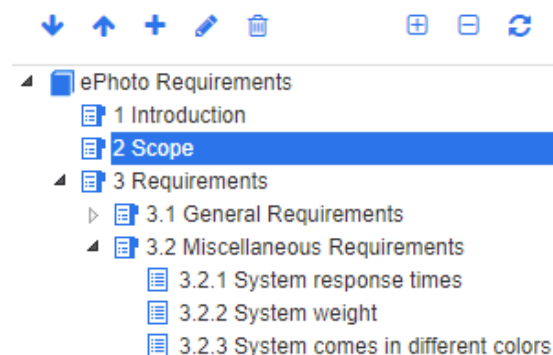 ePhoto Requirements
1 Introduction
2 Scope
3 Requirements
3.1 General Requirements
3.2 Miscellaneous Requirements
3.2.1 System response times
3.2.2 System weight
3.2.3 System comes in different colors